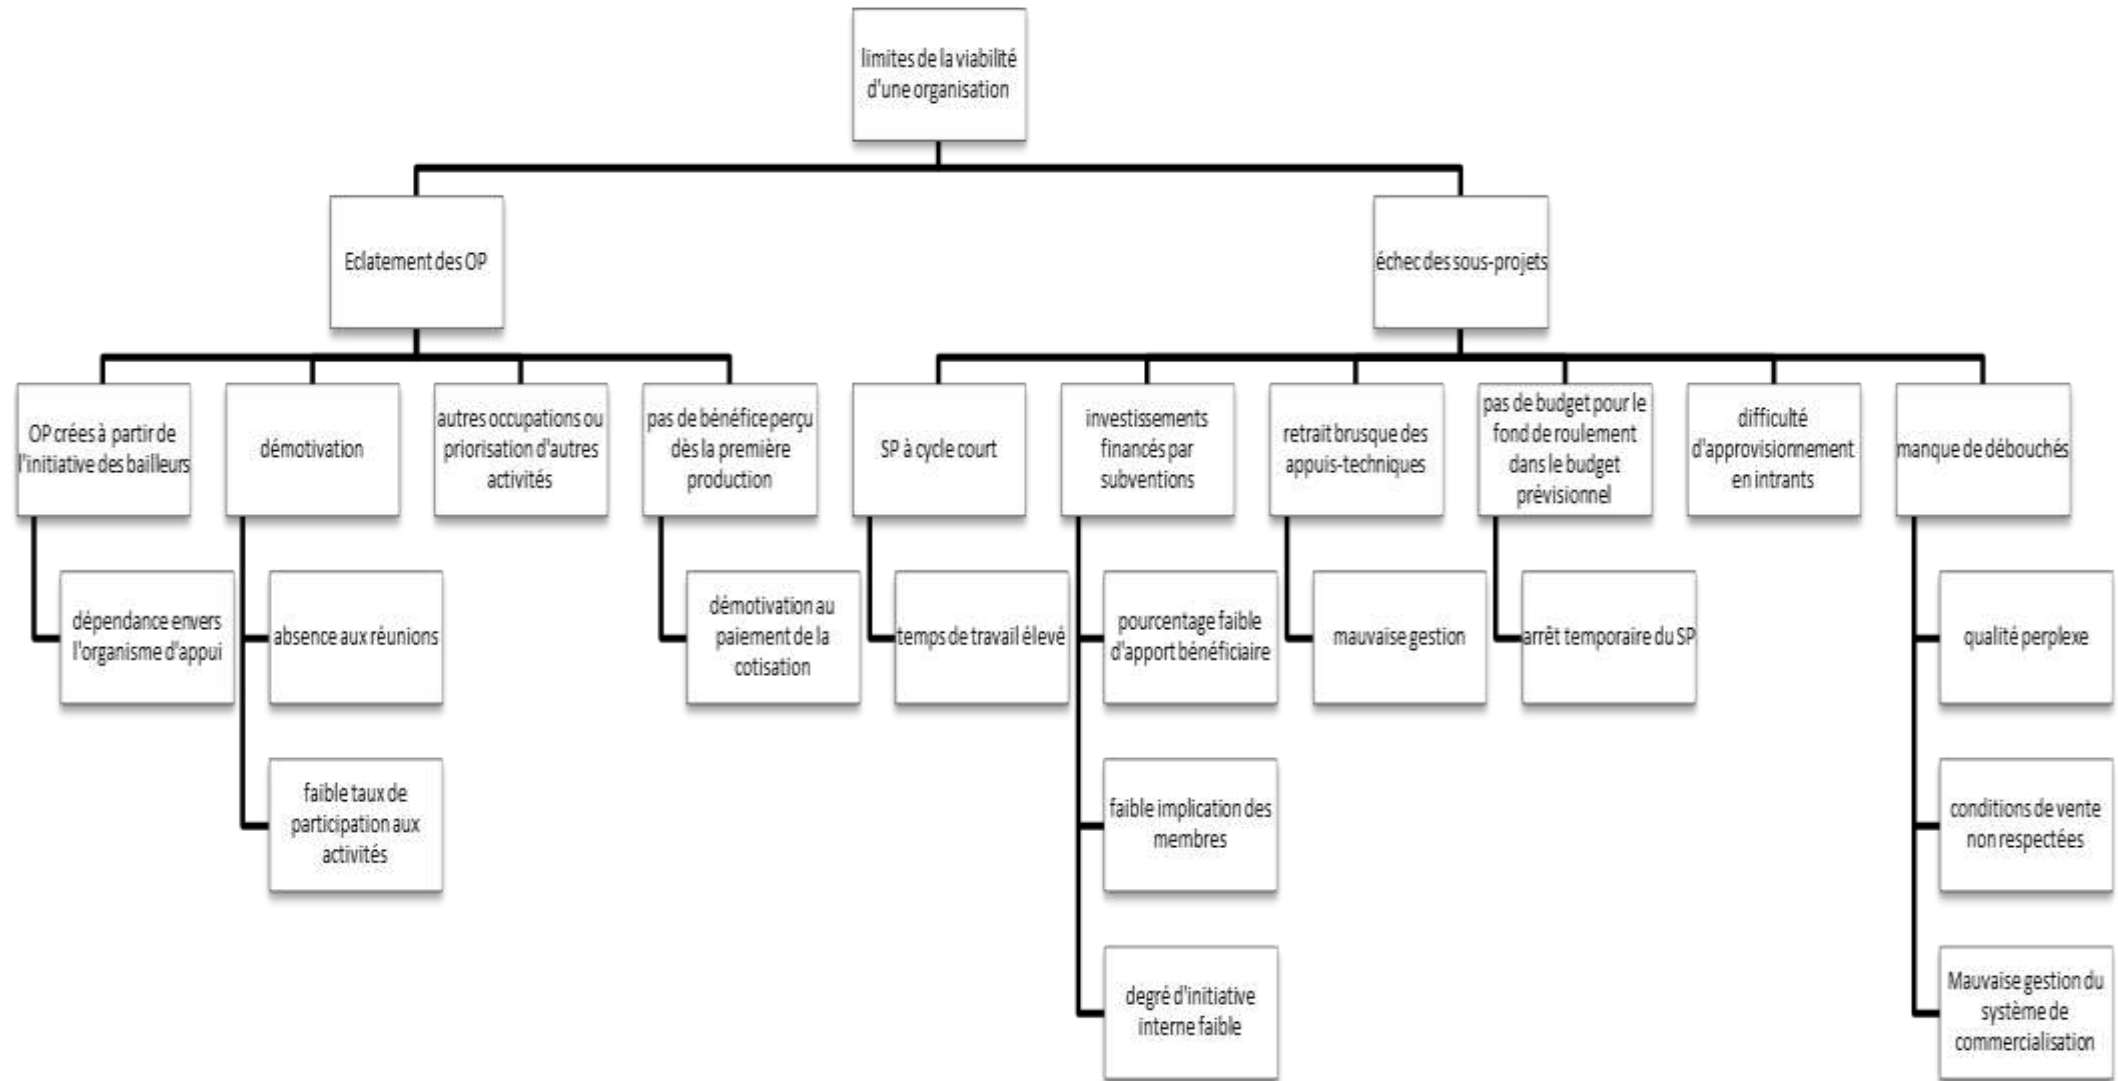 limites de la viabilité
d'une organisation
Eclatement des OP
échec des sous-projets
OP crées à partir de
l'initiative des bailleurs
démotivation
autres occupations ou
priorisation d'autres
activités
pas de bénéfice perçu
dès la première
production
SP à cycle court
investissements
financés par
subventions
retrait brusque des
appuis-techniques
pas de budget pour le
fond de roulement
dans le budget
prévisionnel
difficulté
d'approvisionnement
en intrants
manque de débouchés
dépendance envers
l'organisme d'appui
absence aux réunions
démotivation au
paiement de la
cotisation
temps de travail élevé
pourcentage faible
d'apport bénéficiaire
mauvaise gestion
arrêt temporaire du SP
qualité perplexe
faible taux de
participation aux
activités
faible implication des
membres
conditions de vente
non respectées
degré d'initiative
interne faible
Mauvaise gestion du
système de
commercialisation